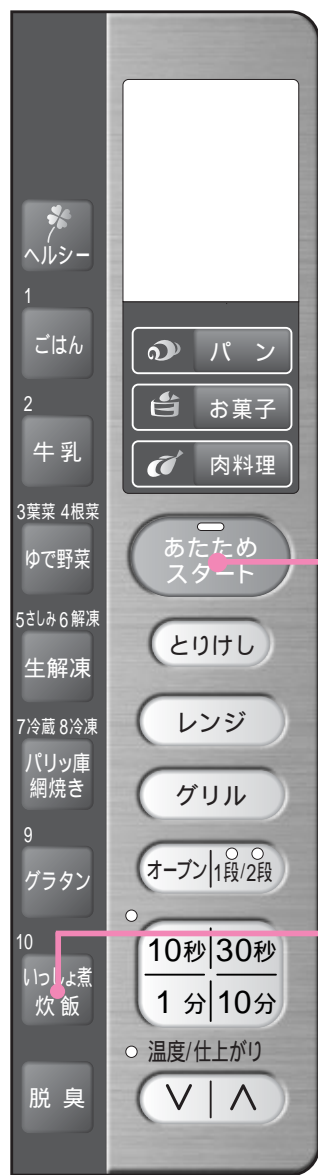 ヘルシー
1
ごはん
2
牛乳
3葉菜 4根菜
ゆで野菜
5さしみ 6解凍
生解凍
7冷蔵 8冷凍
パリッ庫
網焼き
9
グラタン
10
いっしょ煮
炊飯
脱臭
パン
お菓子
肉料理
あたため
スタート
とりけし
レンジ
グリル
オーブン 1段/2段
10秒 30秒
1分 10分
温度/仕上がり
∨ ∧